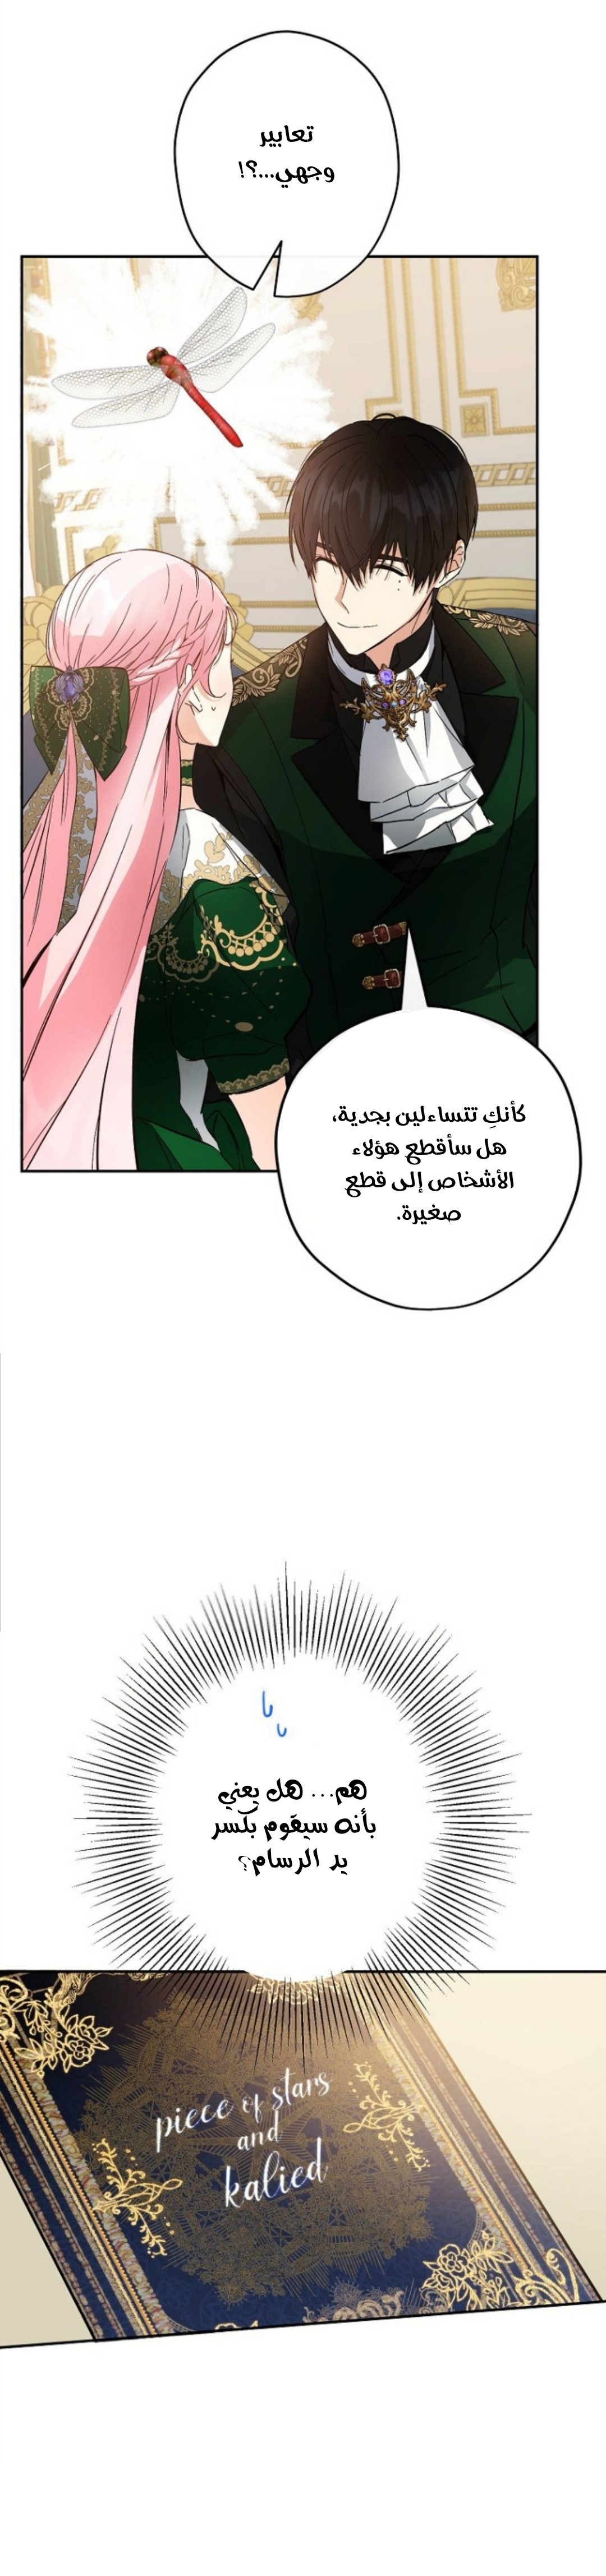 تعابير
وجهي...؟!
كأنكِ تتساءلين بجدية،
هل سأقطع هؤلاء
الأشخاص إلى قطع
صغيرة.
هم... هل يعني
بأنه سيقوم بكسر
يد الرسام؟
piece of stars
and
kalied